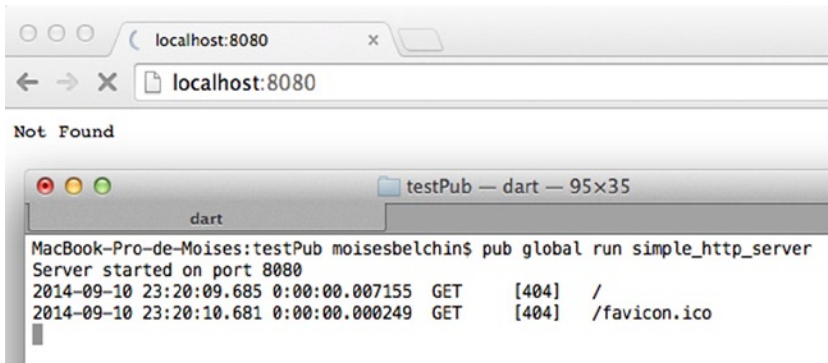 localhost:8080
localhost:8080
Not Found
testPub — dart — 95×35
dart
MacBook-Pro-de-Moises:testPub moisesbelchin$ pub global run simple_http_server
Server started on port 8080
2014-09-10 23:20:09.685 0:00:00.007155 GET [404] /
2014-09-10 23:20:10.681 0:00:00.000249 GET [404] /favicon.ico